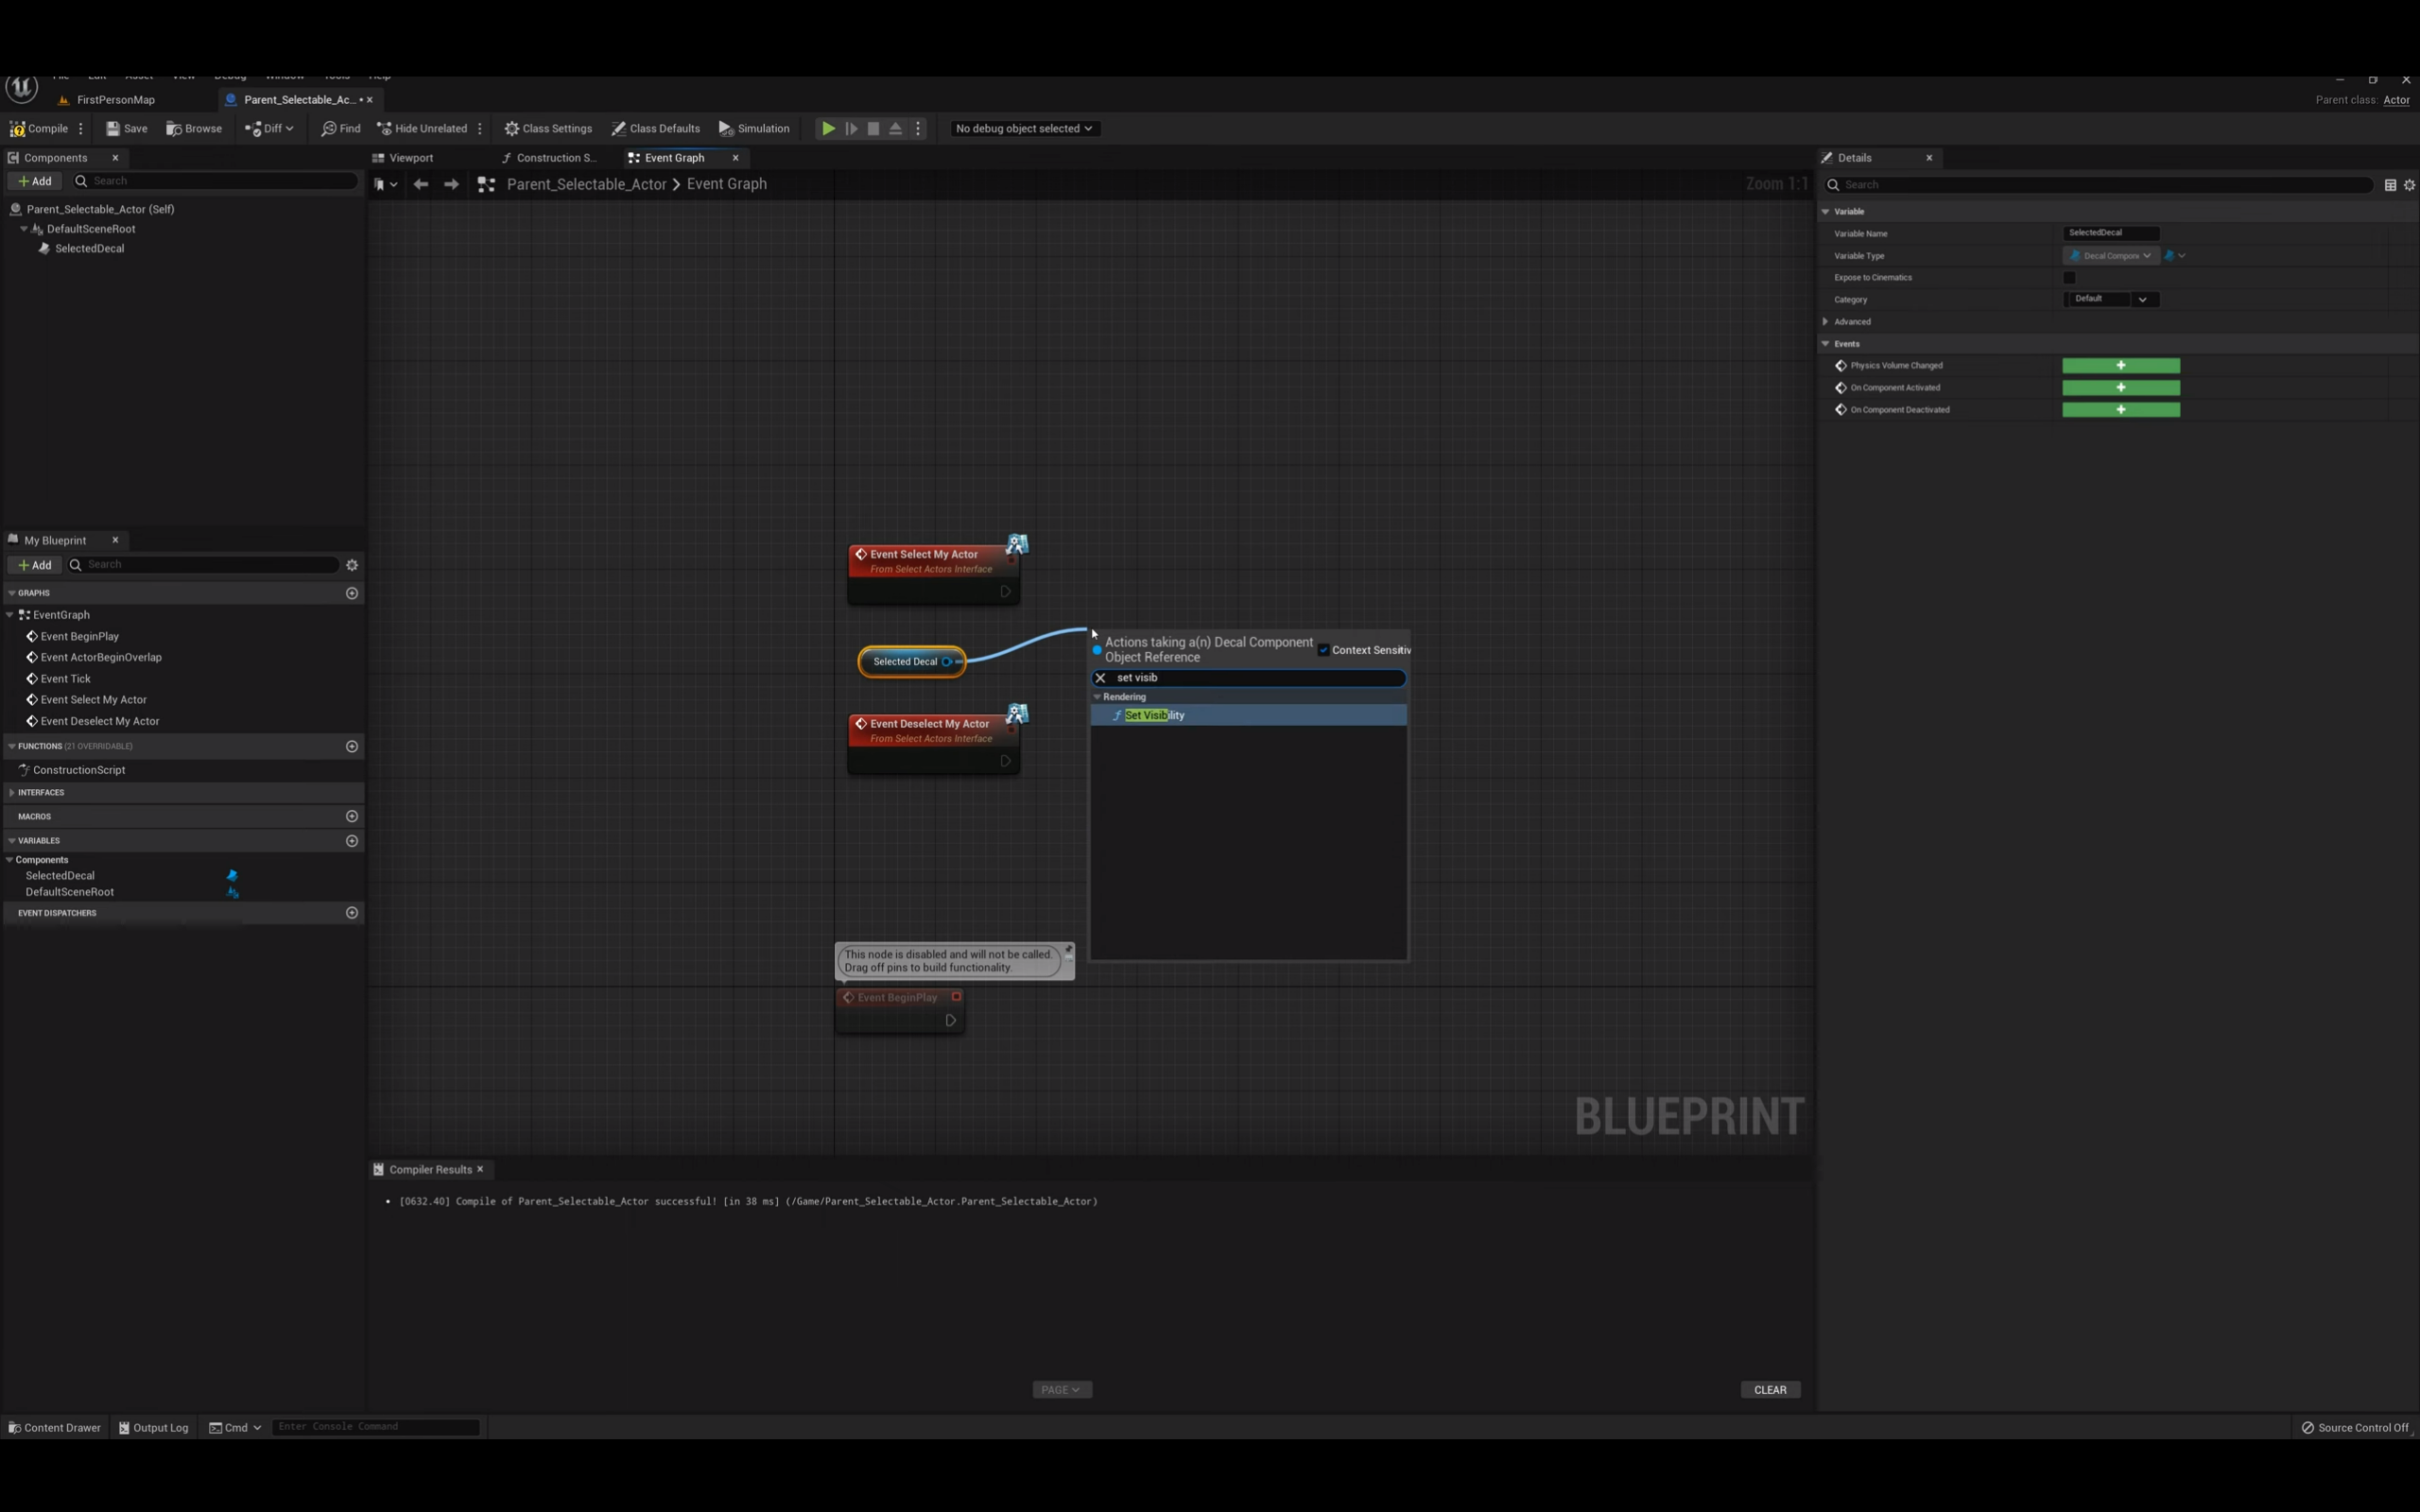 File Edit Asset View Debug Window Tools Help
FirstPersonMap
Parent_Selectable_Ac... •
Parent class: Actor
Compile
Save
Browse
Diff
Find
Hide Unrelated
Class Settings
Class Defaults
Simulation
No debug object selected
Components
Add
Search
Parent_Selectable_Actor (Self)
DefaultSceneRoot
SelectedDecal
My Blueprint
Add
Search
GRAPHS
EventGraph
Event BeginPlay
Event ActorBeginOverlap
Event Tick
Event Select My Actor
Event Deselect My Actor
FUNCTIONS (21 OVERRIDABLE)
ConstructionScript
INTERFACES
MACROS
VARIABLES
Components
SelectedDecal
DefaultSceneRoot
EVENT DISPATCHERS
Viewport
Construction S...
Event Graph
Parent_Selectable_Actor > Event Graph
Zoom 1:1
Event Select My Actor
From Select Actors Interface
Selected Decal
Event Deselect My Actor
From Select Actors Interface
Actions taking a(n) Decal Component
Object Reference
Context Sensitiv
set visib
Rendering
Set Visibility
This node is disabled and will not be called.
Drag off pins to build functionality.
Event BeginPlay
BLUEPRINT
Compiler Results
• [0632.40] Compile of Parent_Selectable_Actor successful! [in 38 ms] (/Game/Parent_Selectable_Actor.Parent_Selectable_Actor)
PAGE
CLEAR
Details
Search
Variable
Variable Name
SelectedDecal
Variable Type
Decal Compon
Expose to Cinematics
Category
Default
Advanced
Events
Physics Volume Changed
On Component Activated
On Component Deactivated
Content Drawer
Output Log
Cmd
Enter Console Command
Source Control Off